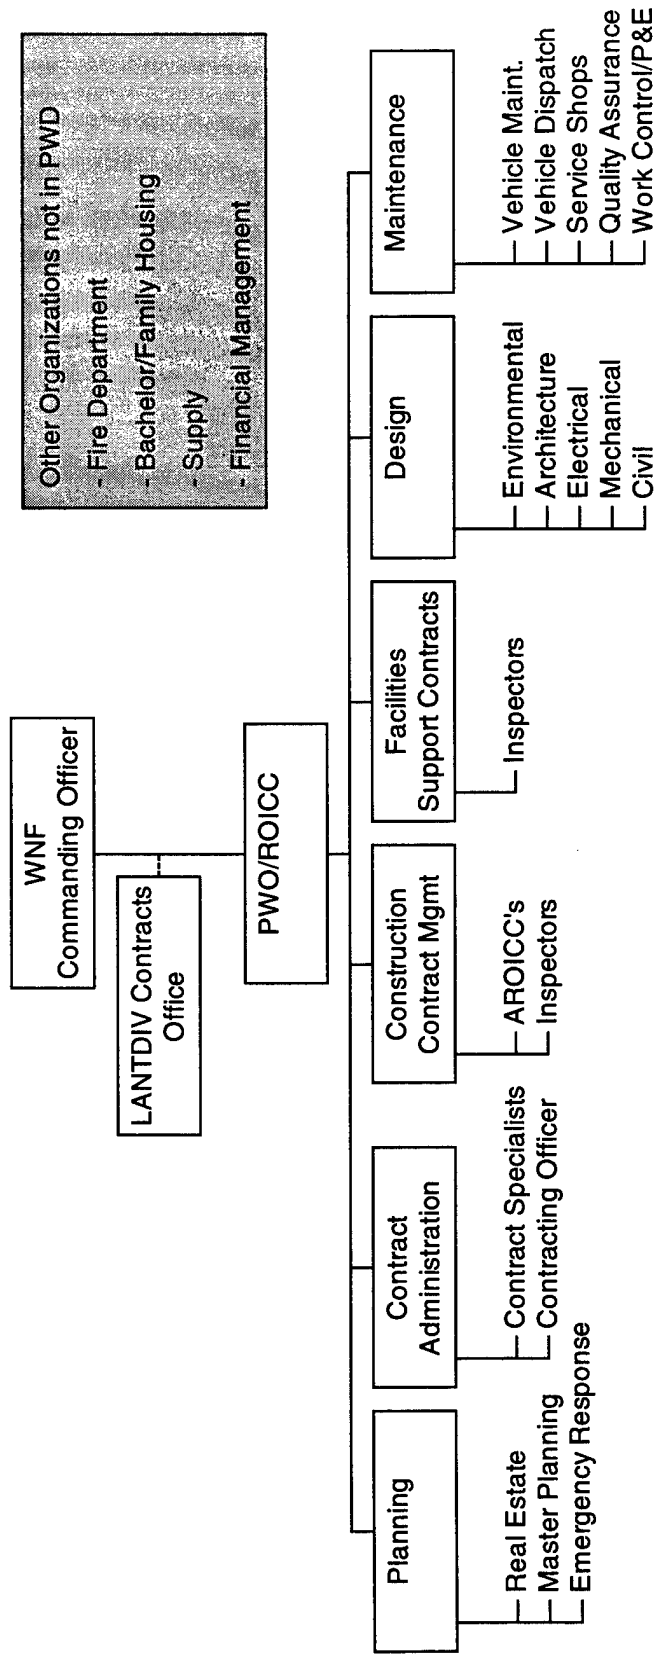 WNF
Commanding Officer
LANTDIV Contracts
Office
PWO/ROICC
Other Organizations not in PWD
- Fire Department
- Bachelor/Family Housing
- Supply
- Financial Management
Planning
Real Estate
Master Planning
Emergency Response
Contract
Administration
Contract Specialists
Contracting Officer
Construction
Contract Mgmt
AROICC's
Inspectors
Facilities
Support Contracts
Inspectors
Design
Environmental
Architecture
Electrical
Mechanical
Civil
Maintenance
Vehicle Maint.
Vehicle Dispatch
Service Shops
Quality Assurance
Work Control/P&E